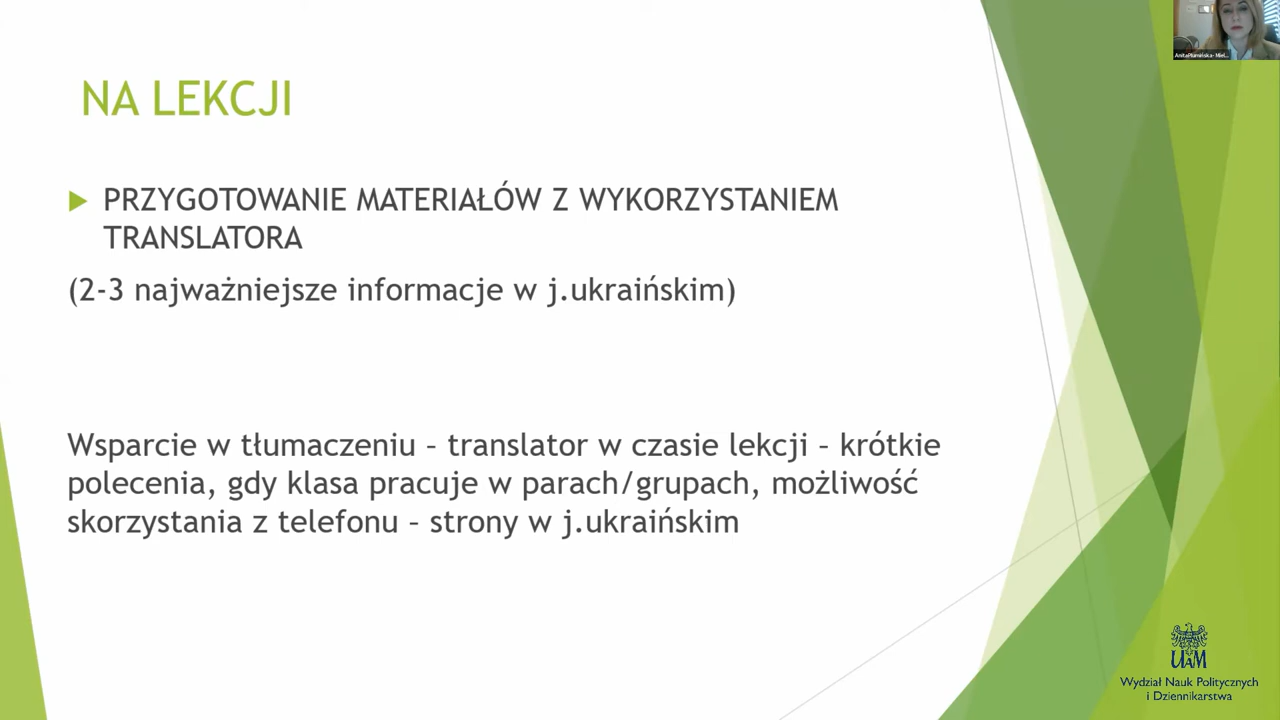 NA LEKCJI
PRZYGOTOWANIE MATERIAŁÓW Z WYKORZYSTANIEM
TRANSLATORA
(2-3 najważniejsze informacje w j.ukraińskim)
Wsparcie w tłumaczeniu – translator w czasie lekcji – krótkie
polecenia, gdy klasa pracuje w parach/grupach, możliwość
skorzystania z telefonu – strony w j.ukraińskim
UAM
Wydział Nauk Politycznych
i Dziennikarstwa